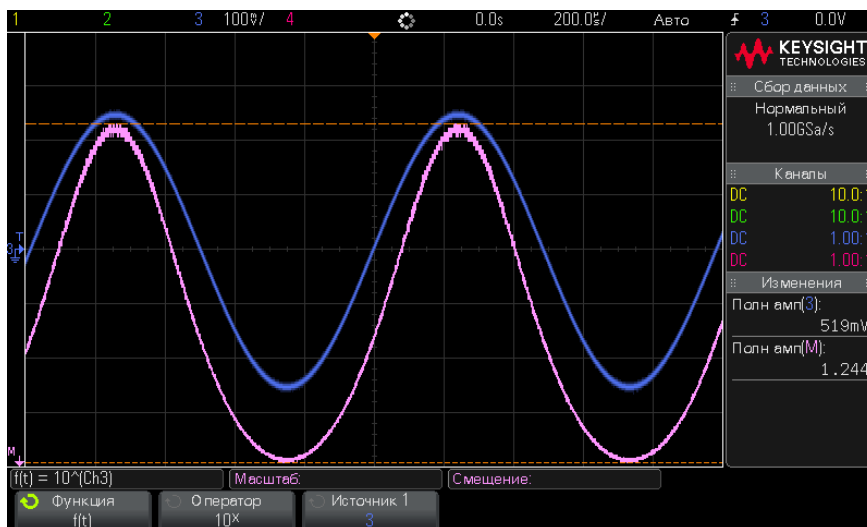 1 2 3 100%/ 4 0.0s 200.0%/ Авто 3 0.0V
KEYSIGHT
TECHNOLOGIES
Сбор данных
Нормальный
1.00GSa/s
Каналы
DC 10.0:1
DC 10.0:1
DC 1.00:1
DC 1.00:1
Изменения
Полн амп(3):
519mV
Полн амп(M):
1.244
T
3
M
f(t) = 10^(Ch3) Масштаб: Смещение:
Функция Оператор Источник 1
f(t) 10ˣ 3